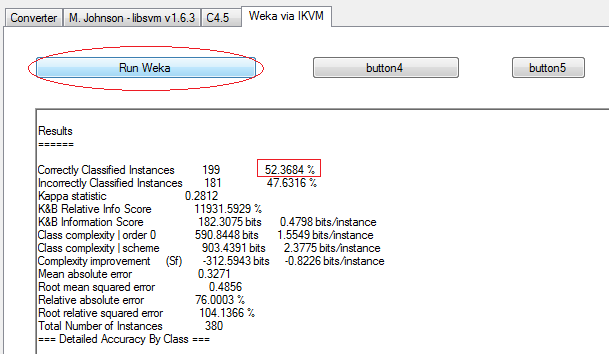 Converter M. Johnson - libsvm v1.6.3 C4.5 Weka via IKVM
Run Weka button4 button5
Results
======
Correctly Classified Instances 199 52.3684 %
Incorrectly Classified Instances 181 47.6316 %
Kappa statistic 0.2812
K&B Relative Info Score 11931.5929 %
K&B Information Score 182.3075 bits 0.4798 bits/instance
Class complexity | order 0 590.8448 bits 1.5549 bits/instance
Class complexity | scheme 903.4391 bits 2.3775 bits/instance
Complexity improvement (Sf) -312.5943 bits -0.8226 bits/instance
Mean absolute error 0.3271
Root mean squared error 0.4856
Relative absolute error 76.0003 %
Root relative squared error 104.1366 %
Total Number of Instances 380
=== Detailed Accuracy By Class ===